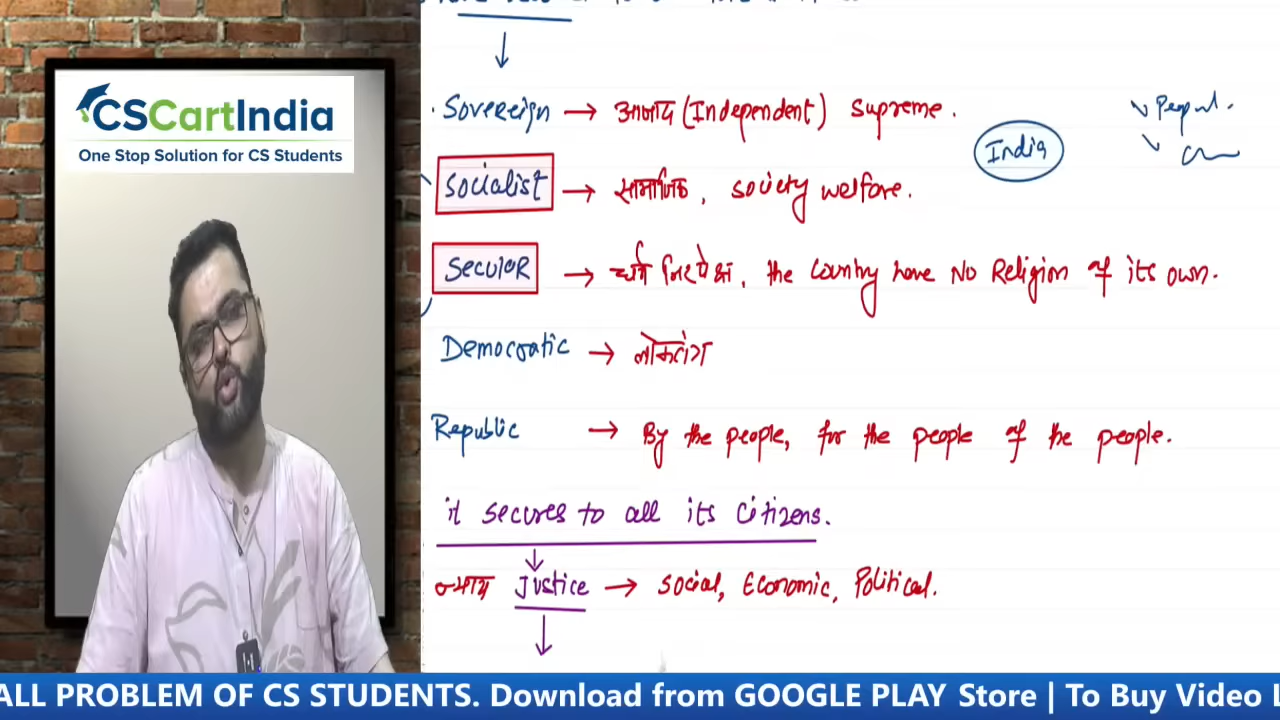 CSCartIndia
One Stop Solution for CS Students
Sovereign → (Independent) Supreme.
India
Socialist → सामाजिक, society welfare.
SeculaR → धर्म निरपेक्ष, the Country have No Religion of its own.
Democratic → लोकतंत्र
Republic → By the people, for the people of the people.
it secures to all its Citizens.
न्याय Justice → Social, Economic, Political.
ALL PROBLEM OF CS STUDENTS. Download from GOOGLE PLAY Store | To Buy Video